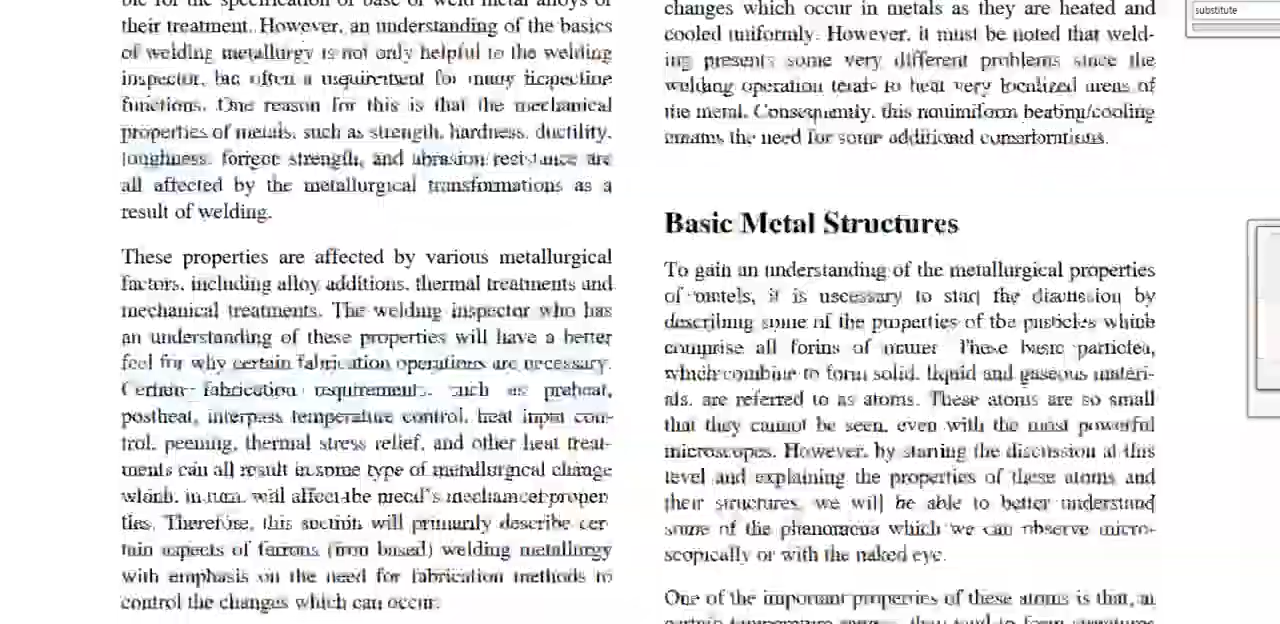 their treatment. However, an understanding of the basics
of welding metallurgy is not only helpful to the welding
inspector, but often a requirement for many inspection
functions. One reason for this is that the mechanical
properties of metals, such as strength, hardness, ductility,
toughness, strength, and abrasion resistance are
all affected by the metallurgical transformations as a
result of welding.
These properties are affected by various metallurgical
factors, including alloy additions, thermal treatments and
mechanical treatments. The welding inspector who has
an understanding of these properties will have a better
feel for why certain fabrication operations are necessary.
Certain fabrication requirements, such as preheat,
postheat, interpass temperature control, heat input con-
trol, peening, thermal stress relief, and other heat treat-
ments can all result in some type of metallurgical change
which, in turn, will affect the metal's mechanical proper
ties. Therefore, this section will primarily describe cer-
tain aspects of ferrous (iron based) welding metallurgy
with emphasis on the need for fabrication methods to
control the changes which can occur.
changes which occur in metals as they are heated and
cooled uniformly. However, it must be noted that weld-
ing presents some very different problems since the
welding operation tends to heat very localized areas of
the metal. Consequently, this nonuniform heating/cooling
the need for some additional considerations.
Basic Metal Structures
To gain an understanding of the metallurgical properties
of metals, it is necessary to start the discussion by
describing some of the properties of the particles which
comprise all forms of matter. These basic particles,
which combine to form solid, liquid and gaseous materi-
als, are referred to as atoms. These atoms are so small
that they cannot be seen, even with the most powerful
microscopes. However, by starting the discussion at this
level and explaining the properties of these atoms and
their structures, we will be able to better understand
some of the phenomena which we can observe micro-
scopically or with the naked eye.
One of the important properties of these atoms is that, at
substitute